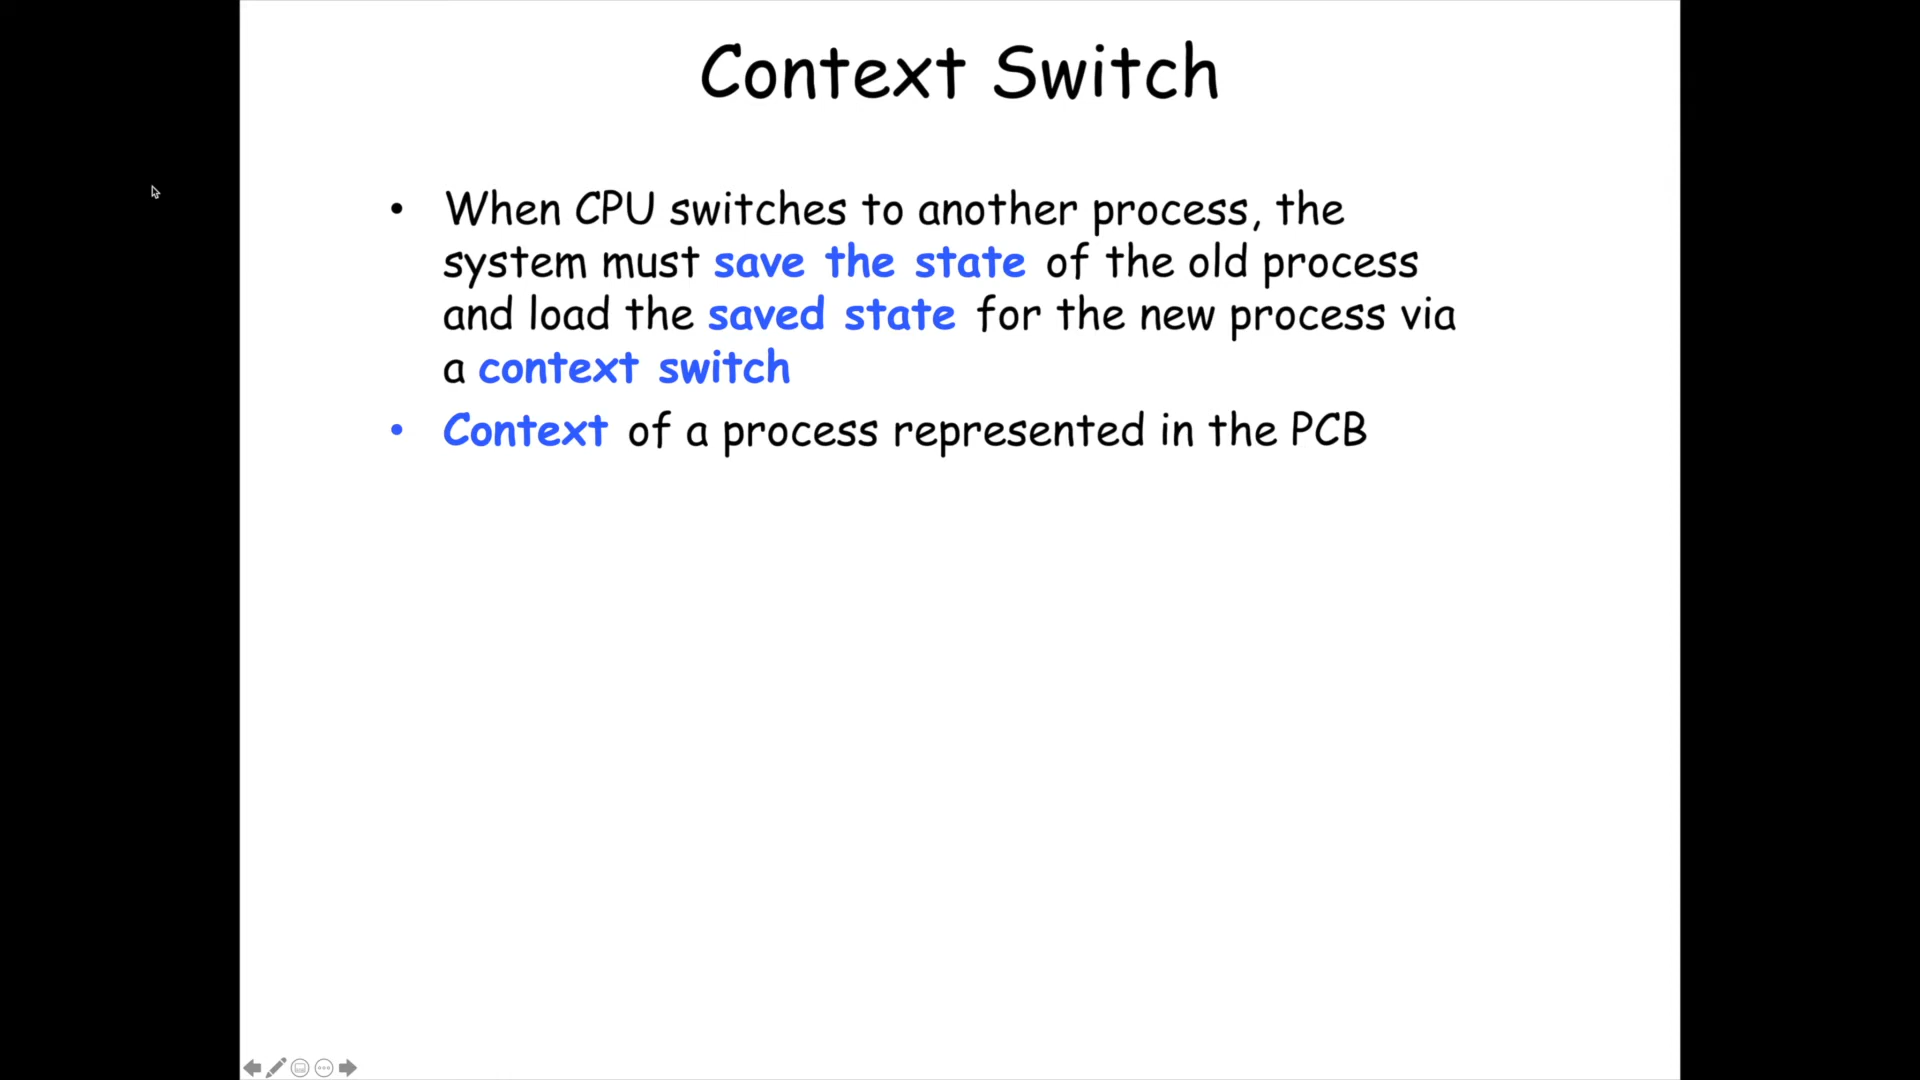 Context Switch
• When CPU switches to another process, the
system must save the state of the old process
and load the saved state for the new process via
a context switch
• Context of a process represented in the PCB